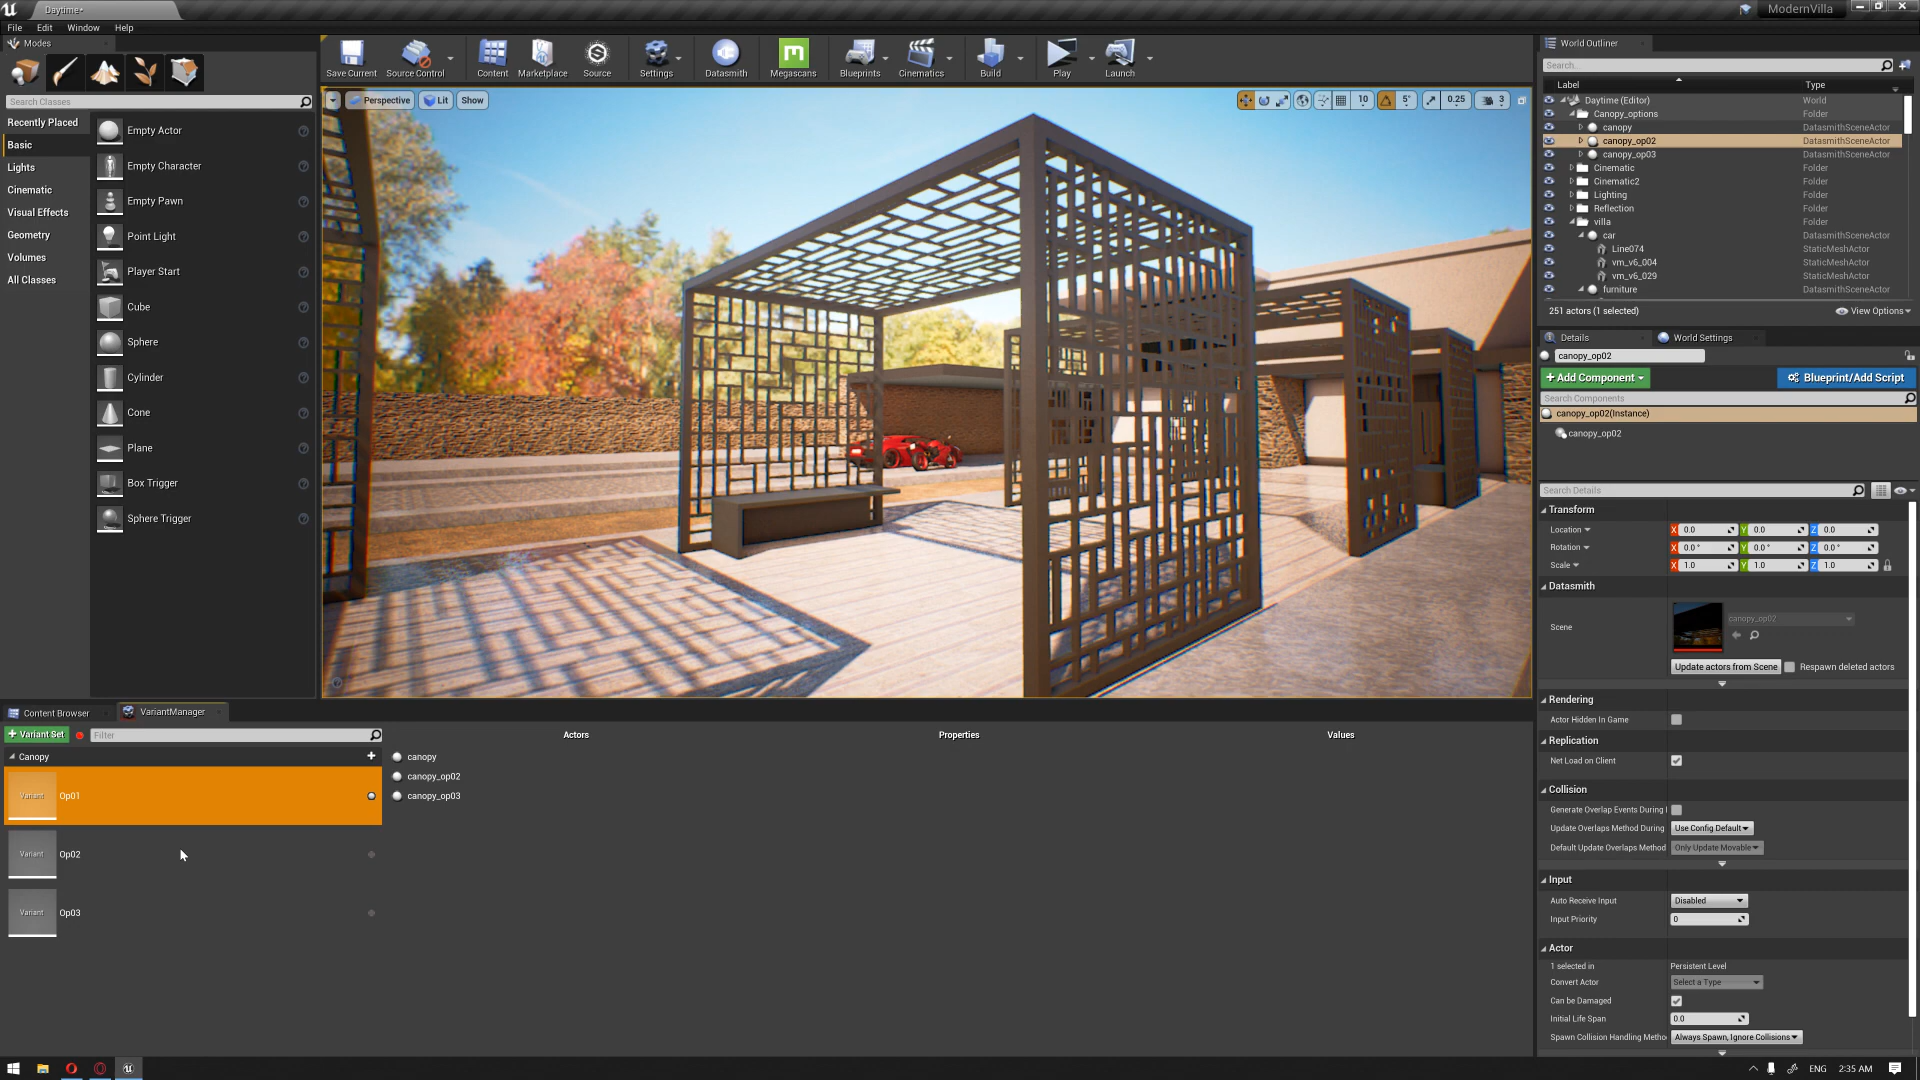 Daytime*
ModernVilla
File Edit Window Help
Modes
Search Classes
Recently Placed
Basic
Lights
Cinematic
Visual Effects
Geometry
Volumes
All Classes
Empty Actor
Empty Character
Empty Pawn
Point Light
Player Start
Cube
Sphere
Cylinder
Cone
Plane
Box Trigger
Sphere Trigger
Save Current Source Control Content Marketplace Source Settings Datasmith Megascans Blueprints Cinematics Build Play Launch
Perspective Lit Show
10 5° 0.25 3
World Outliner
Search...
Label Type
Daytime (Editor) World
Canopy_options Folder
canopy DatasmithSceneActor
canopy_op02 DatasmithSceneActor
canopy_op03 DatasmithSceneActor
Cinematic Folder
Cinematic2 Folder
Lighting Folder
Reflection Folder
villa Folder
car DatasmithSceneActor
Line074 StaticMeshActor
vm_v6_004 StaticMeshActor
vm_v6_029 StaticMeshActor
furniture DatasmithSceneActor
251 actors (1 selected) View Options
Details World Settings
canopy_op02
+ Add Component Blueprint/Add Script
Search Components
canopy_op02(Instance)
canopy_op02
Search Details
Transform
Location X 0.0 Y 0.0 Z 0.0
Rotation X 0.0° Y 0.0° Z 0.0°
Scale X 1.0 Y 1.0 Z 1.0
Datasmith
Scene canopy_op02
Update actors from Scene Respawn deleted actors
Rendering
Actor Hidden In Game
Replication
Net Load on Client
Collision
Generate Overlap Events During
Update Overlaps Method During Use Config Default
Default Update Overlaps Method Only Update Movable
Input
Auto Receive Input Disabled
Input Priority 0
Actor
1 selected in Persistent Level
Convert Actor Select a Type
Can be Damaged
Initial Life Span 0.0
Spawn Collision Handling Metho Always Spawn, Ignore Collisions
Content Browser VariantManager
+ Variant Set Filter
Actors Properties Values
Canopy
Variant Op01
Variant Op02
Variant Op03
canopy
canopy_op02
canopy_op03
ENG 2:35 AM